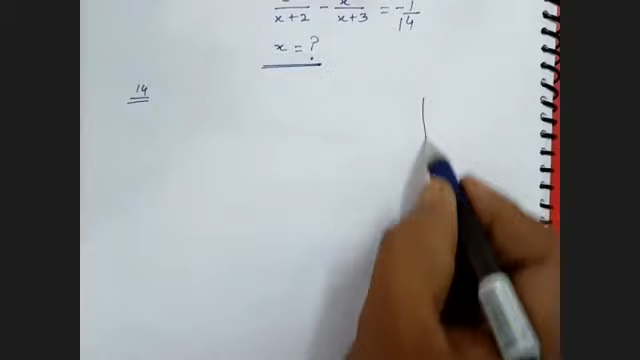 / x+2 - x / x+3 = -1 / 14
x = ?
14